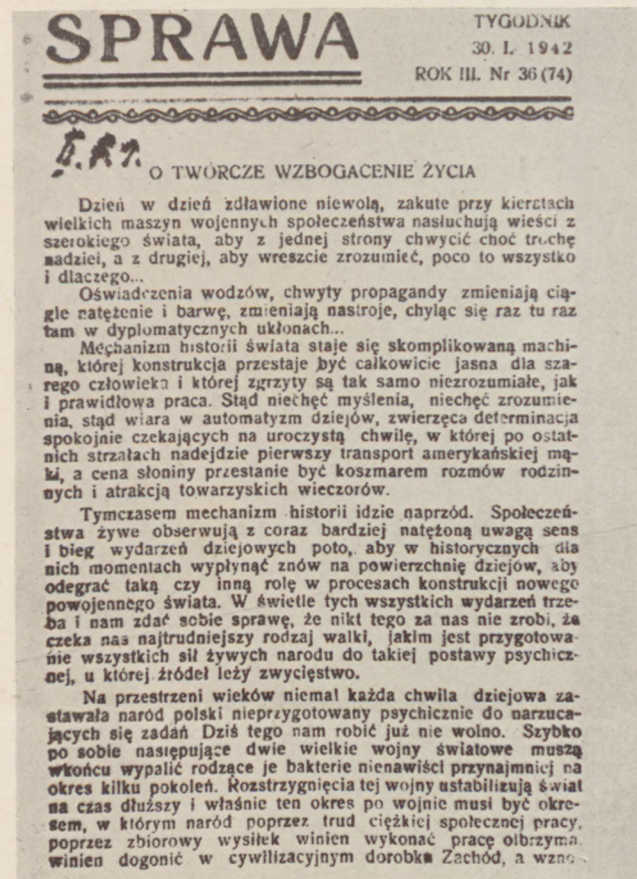 SPRAWA
TYGODNIK
30. I. 1942
ROK III. Nr 36 (74)
O TWÓRCZE WZBOGACENIE ŻYCIA
Dzień w dzień zdławione niewolą, zakute przy kieratach
wielkich maszyn wojennych społeczeństwa nasłuchują wieści z
szerokiego świata, aby z jednej strony chwycić choć trochę
nadziei, a z drugiej, aby wreszcie zrozumieć, poco to wszystko
i dlaczego...
Oświadczenia wodzów, chwyty propagandy zmieniają cią-
gle natężenie i barwę, zmieniają nastroje, chyląc się raz tu raz
tam w dyplomatycznych ukłonach...
Mechanizm historii świata staje się skomplikowaną machi-
ną, której konstrukcja przestaje być całkowicie jasna dla sza-
rego człowieka i której zgrzyty są tak samo niezrozumiałe, jak
i prawidłowa praca. Stąd niechęć myślenia, niechęć zrozumie-
nia, stąd wiara w automatyzm dziejów, zwierzęca determinacja
spokojnie czekających na uroczystą chwilę, w której po ostat-
nich strzałach nadejdzie pierwszy transport amerykańskiej mą-
ki, a cena słoniny przestanie być koszmarem rozmów rodzin-
nych i atrakcją towarzyskich wieczorów.
Tymczasem mechanizm historii idzie naprzód. Społeczeń-
stwa żywe obserwują z coraz bardziej natężoną uwagą sens
i bieg wydarzeń dziejowych poto, aby w historycznych dla
nich momentach wypłynąć znów na powierzchnię dziejów, aby
odegrać taką czy inną rolę w procesach konstrukcji nowego
powojennego świata. W świetle tych wszystkich wydarzeń trze-
ba i nam zdać sobie sprawę, że nikt tego za nas nie zrobi, że
czeka nas najtrudniejszy rodzaj walki, jakim jest przygotowa-
nie wszystkich sił żywych narodu do takiej postawy psychicz-
nej, u której źródeł leży zwycięstwo.
Na przestrzeni wieków niemal każda chwila dziejowa za-
stawała naród polski nieprzygotowany psychicznie do narzuca-
jących się zadań Dziś tego nam robić już nie wolno. Szybko
po sobie następujące dwie wielkie wojny światowe muszą
wkońcu wypalić rodzące je bakterie nienawiści przynajmniej na
okres kilku pokoleń. Rozstrzygnięcia tej wojny ustabilizują świat
na czas dłuższy i właśnie ten okres po wojnie musi być okre-
sem, w którym naród poprzez trud ciężkiej społecznej pracy,
poprzez zbiorowy wysiłek winien wykonać pracę olbrzyma
winien dogonić w cywilizacyjnym dorobku Zachód, a wzno-